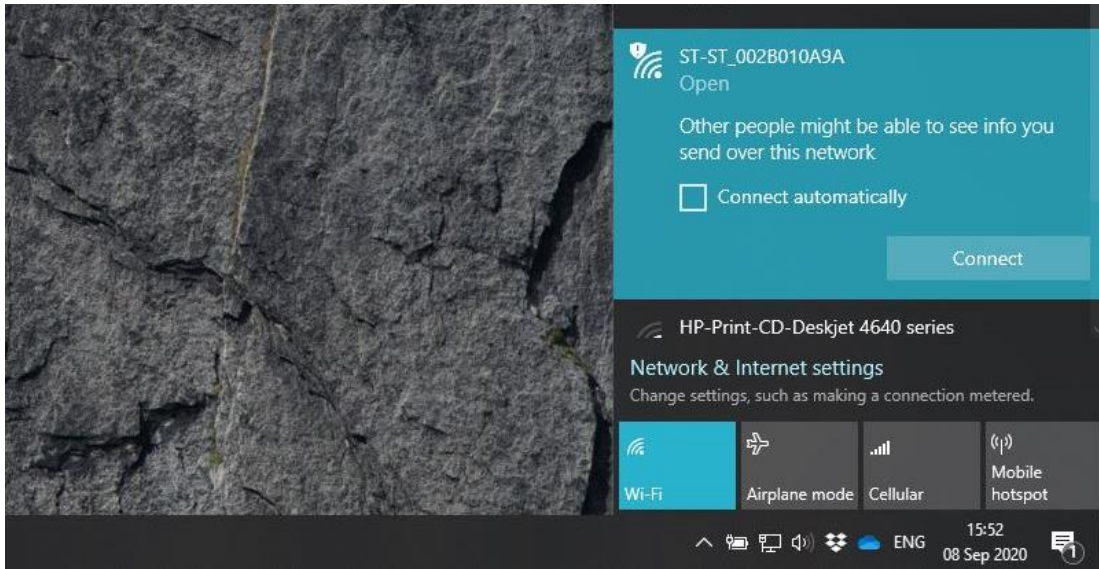 ST-ST_002B010A9A
Open
Other people might be able to see info you
send over this network
Connect automatically
Connect
HP-Print-CD-Deskjet 4640 series
Network & Internet settings
Change settings, such as making a connection metered.
Wi-Fi
Airplane mode
Cellular
Mobile
hotspot
ENG
15:52
08 Sep 2020
1